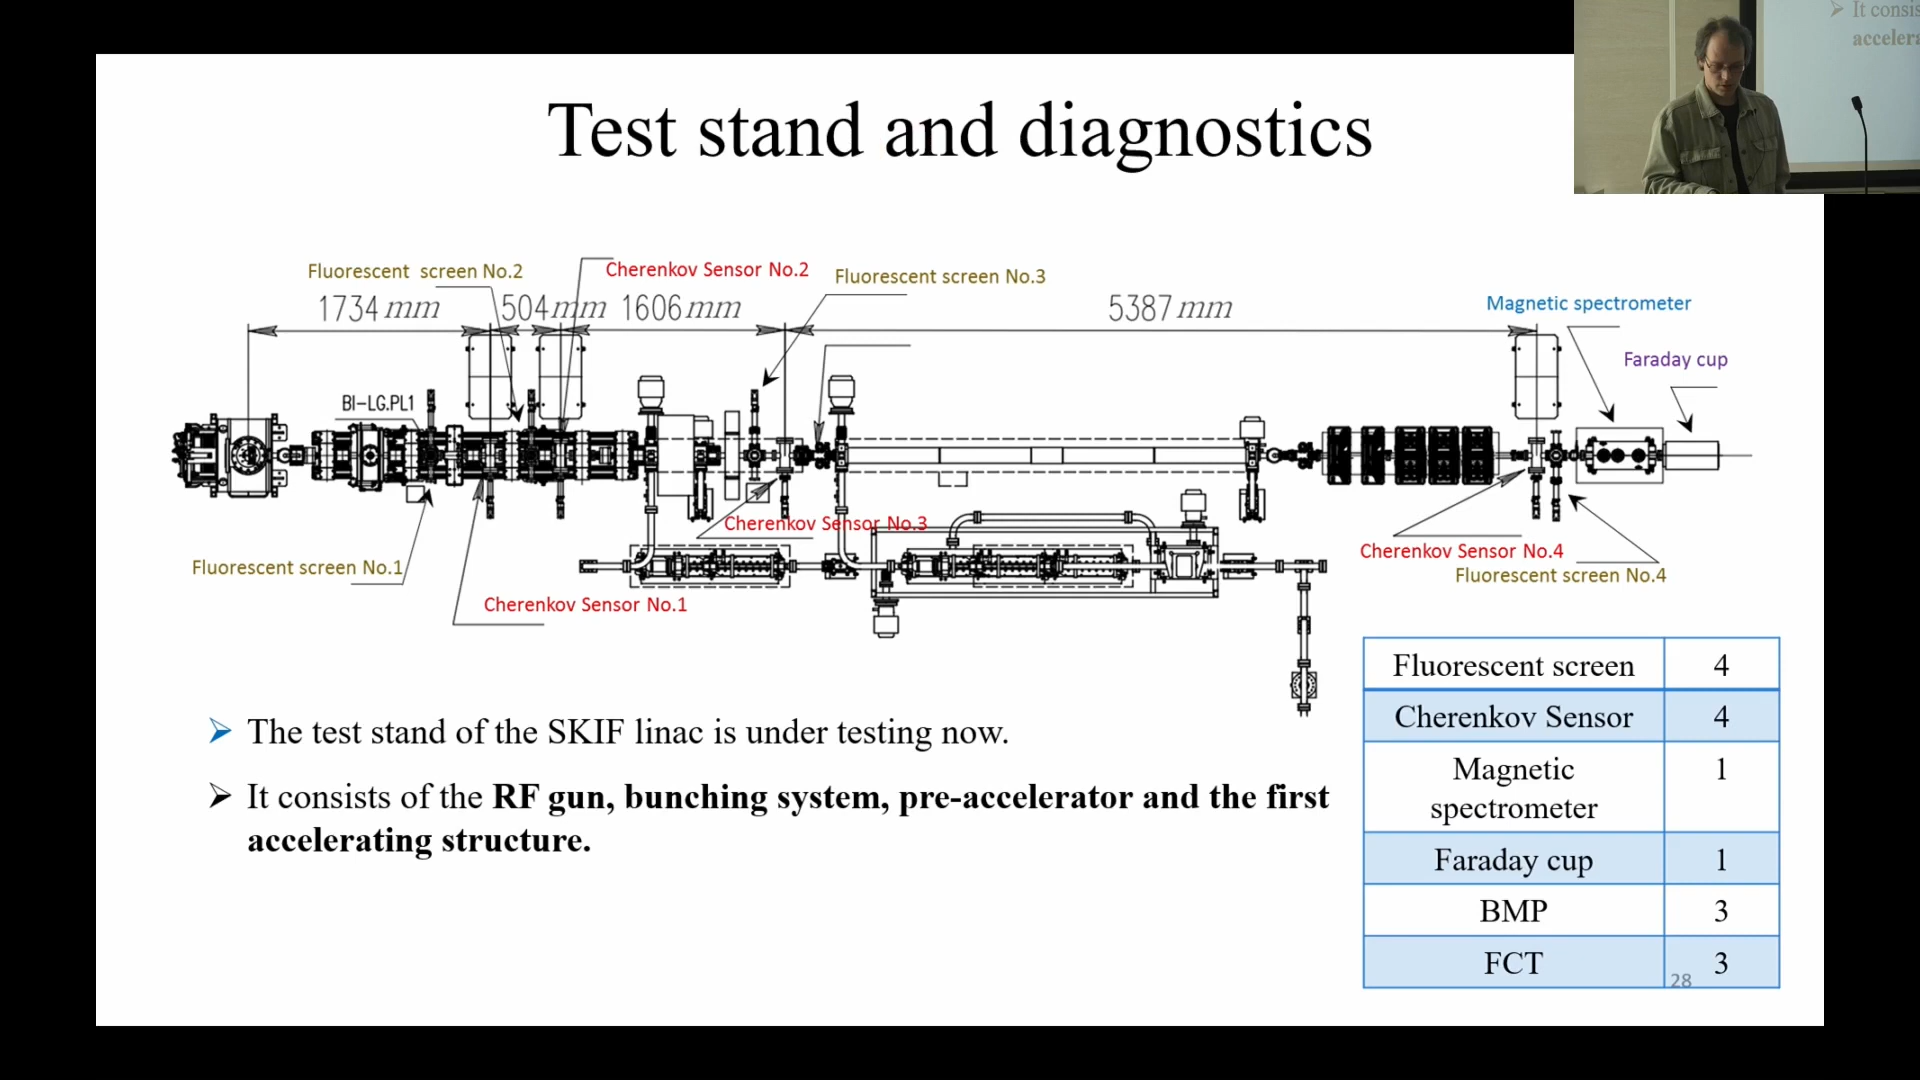 Test stand and diagnostics
It consis
accelera
Fluorescent screen No.2
Cherenkov Sensor No.2
Fluorescent screen No.3
1734 mm
504mm
1606mm
5387 mm
Magnetic spectrometer
Faraday cup
BI-LG.PL1
Cherenkov Sensor No.3
Fluorescent screen No.1
Cherenkov Sensor No.1
Cherenkov Sensor No.4
Fluorescent screen No.4
The test stand of the SKIF linac is under testing now.
It consists of the RF gun, bunching system, pre-accelerator and the first
accelerating structure.
Fluorescent screen 4
Cherenkov Sensor 4
Magnetic 1
spectrometer
Faraday cup 1
BMP 3
FCT 3
28